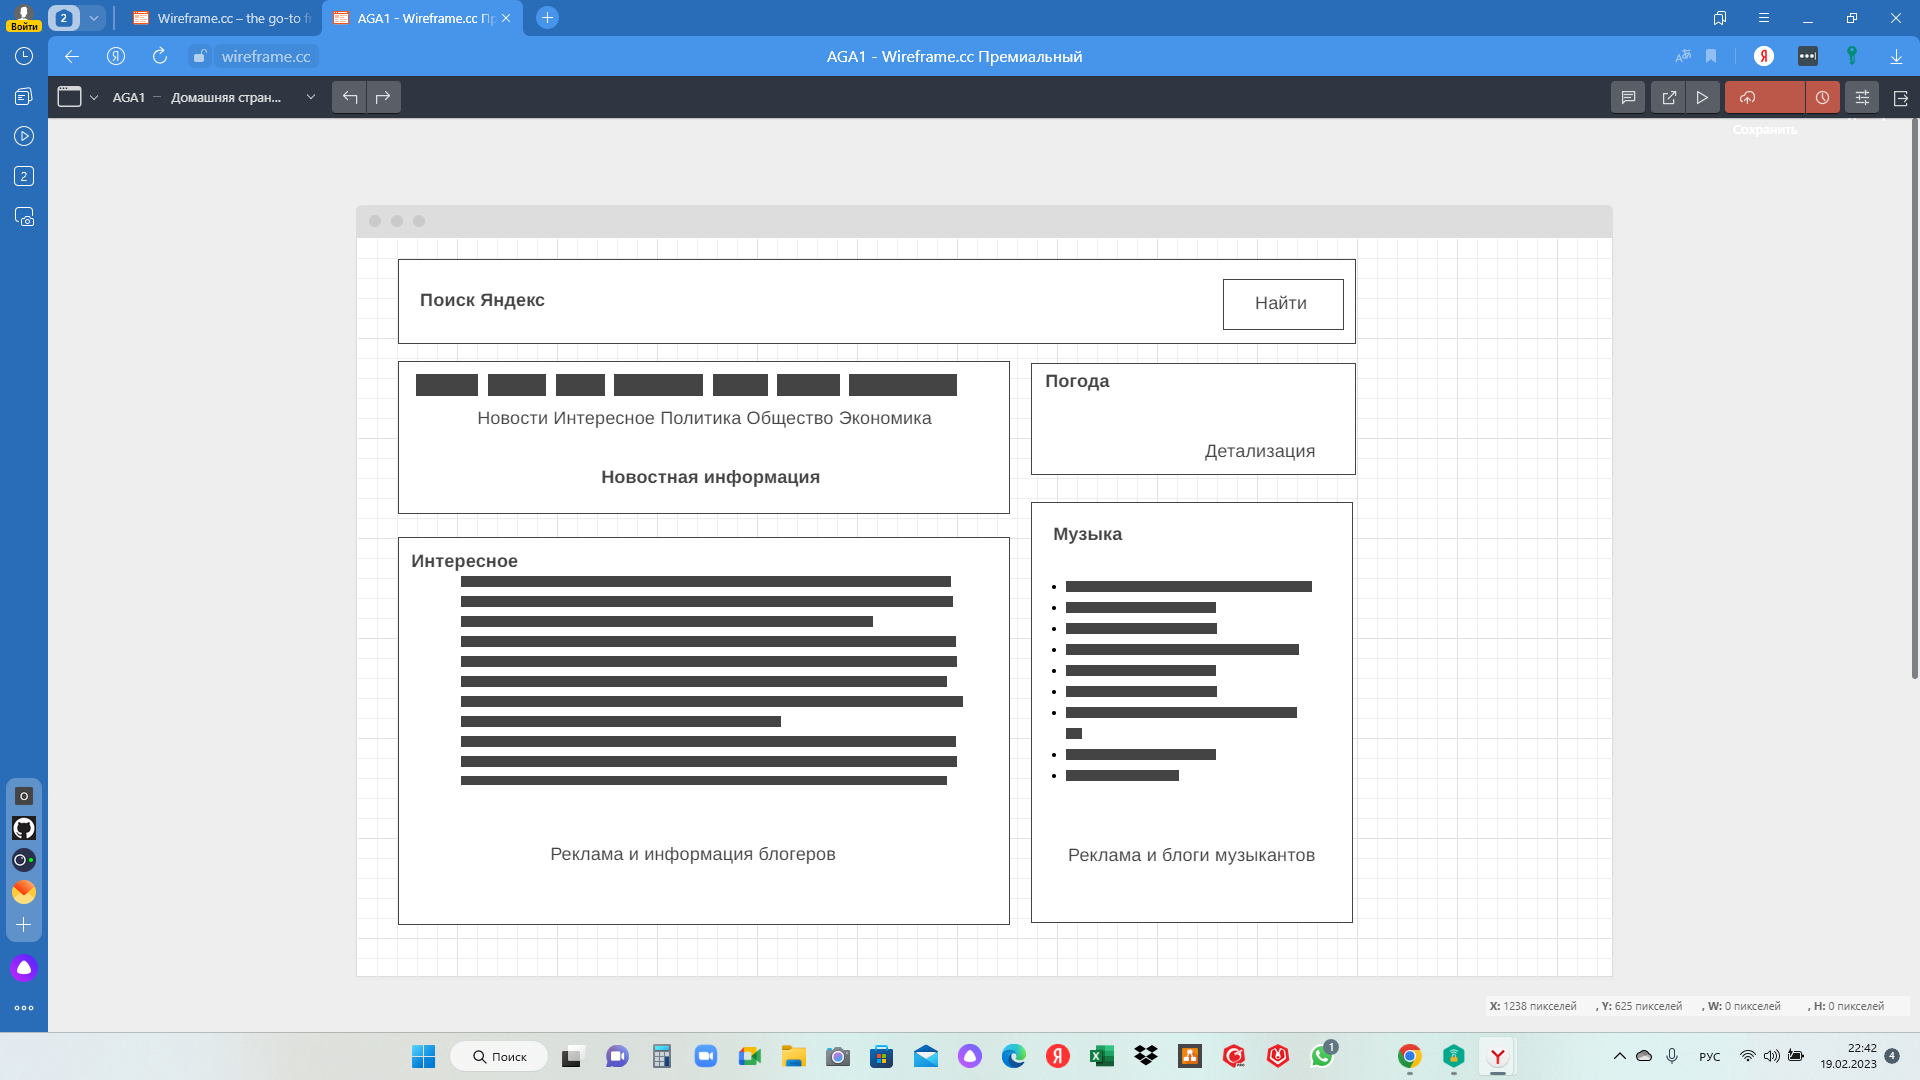 Войти
2
Wireframe.cc – the go-to f
AGA1 - Wireframe.cc Пр
wireframe.cc
AGA1 - Wireframe.cc Премиальный
AGA1
Домашняя стран...
Сохранить
2
Поиск Яндекс
Найти
Новости Интересное Политика Общество Экономика
Новостная информация
Погода
Детализация
Интересное
Реклама и информация блогеров
Музыка
Реклама и блоги музыкантов
X: 1238 пикселей , Y: 625 пикселей , W: 0 пикселей , H: 0 пикселей
Поиск
1
РУС
22:42
19.02.2023
4